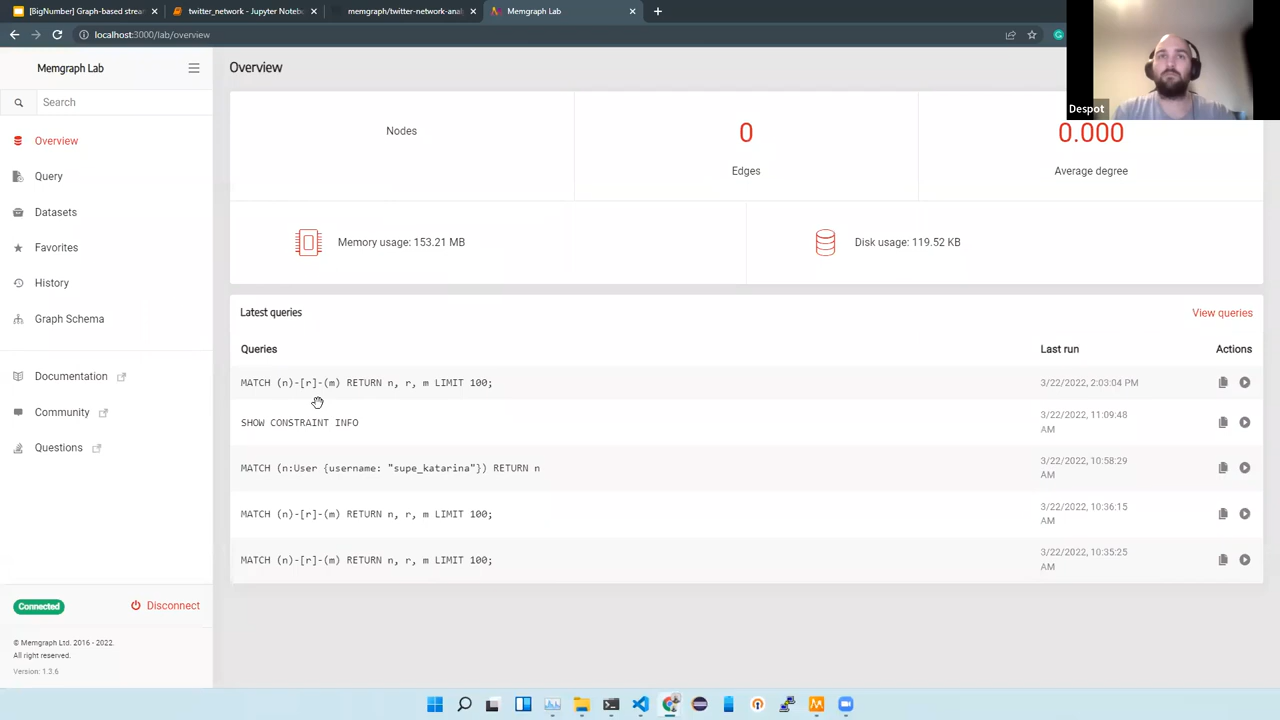 [BigNumber] Graph-based stream
twitter_network - Jupyter Notebo
memgraph/twitter-network-anal
Memgraph Lab
localhost:3000/lab/overview
Memgraph Lab
Overview
Search
Overview
Query
Datasets
Favorites
History
Graph Schema
Documentation
Community
Questions
Connected
Disconnect
© Memgraph Ltd. 2016 - 2022.
All right reserved.
Version: 1.3.6
Nodes
0
Edges
0.000
Average degree
Memory usage: 153.21 MB
Disk usage: 119.52 KB
Latest queries
View queries
Queries
Last run
Actions
MATCH (n)-[r]-(m) RETURN n, r, m LIMIT 100;
3/22/2022, 2:03:04 PM
SHOW CONSTRAINT INFO
3/22/2022, 11:09:48
AM
MATCH (n:User {username: "supe_katarina"}) RETURN n
3/22/2022, 10:58:29
AM
MATCH (n)-[r]-(m) RETURN n, r, m LIMIT 100;
3/22/2022, 10:36:15
AM
MATCH (n)-[r]-(m) RETURN n, r, m LIMIT 100;
3/22/2022, 10:35:25
AM
Despot